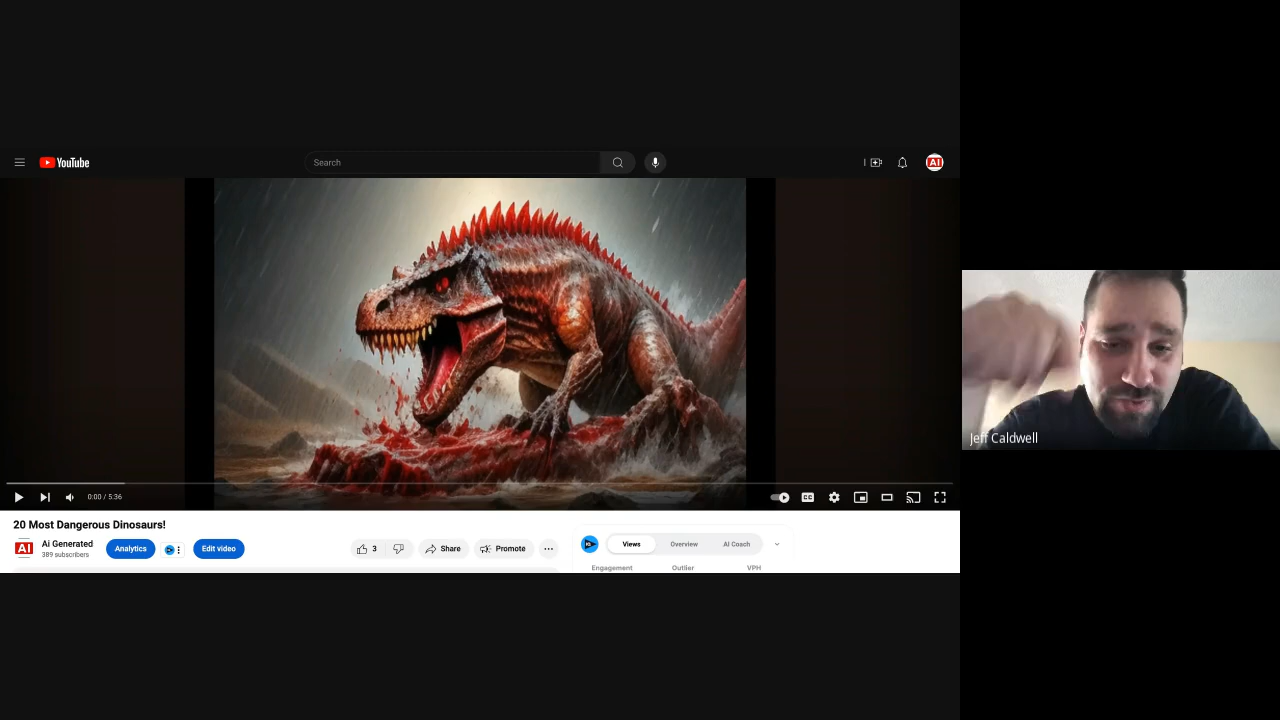 YouTube
Search
AI
0:00 / 5:36
CC
20 Most Dangerous Dinosaurs!
AI
Ai Generated
389 subscribers
Analytics
Edit video
3
Share
Promote
Views
Overview
AI Coach
Engagement
Outlier
VPH
Jeff Caldwell